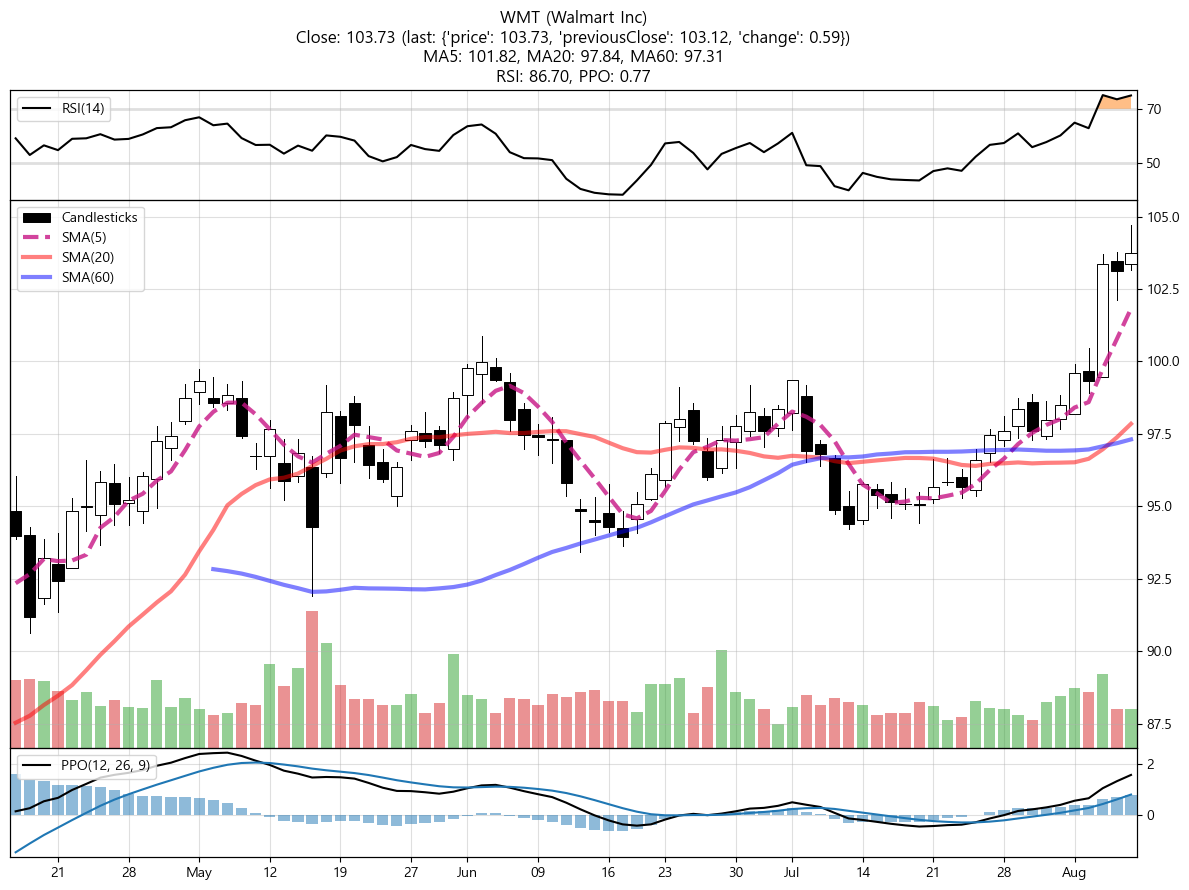 WMT (Walmart Inc)
Close: 103.73 (last: {'price': 103.73, 'previousClose': 103.12, 'change': 0.59})
MA5: 101.82, MA20: 97.84, MA60: 97.31
RSI: 86.70, PPO: 0.77
RSI(14)
70
50
Candlesticks
SMA(5)
SMA(20)
SMA(60)
105.0
102.5
100.0
97.5
95.0
92.5
90.0
87.5
PPO(12, 26, 9)
2
0
21 28 May 12 19 27 Jun 09 16 23 30 Jul 14 21 28 Aug